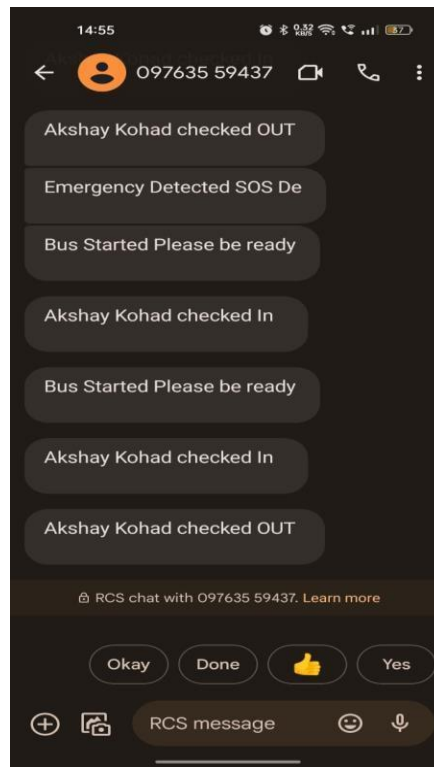 14:55
0.32 KB/S
87
097635 59437
Akshay Kohad checked OUT
Emergency Detected SOS De
Bus Started Please be ready
Akshay Kohad checked In
Bus Started Please be ready
Akshay Kohad checked In
Akshay Kohad checked OUT
RCS chat with 097635 59437. Learn more
Okay
Done
Yes
RCS message